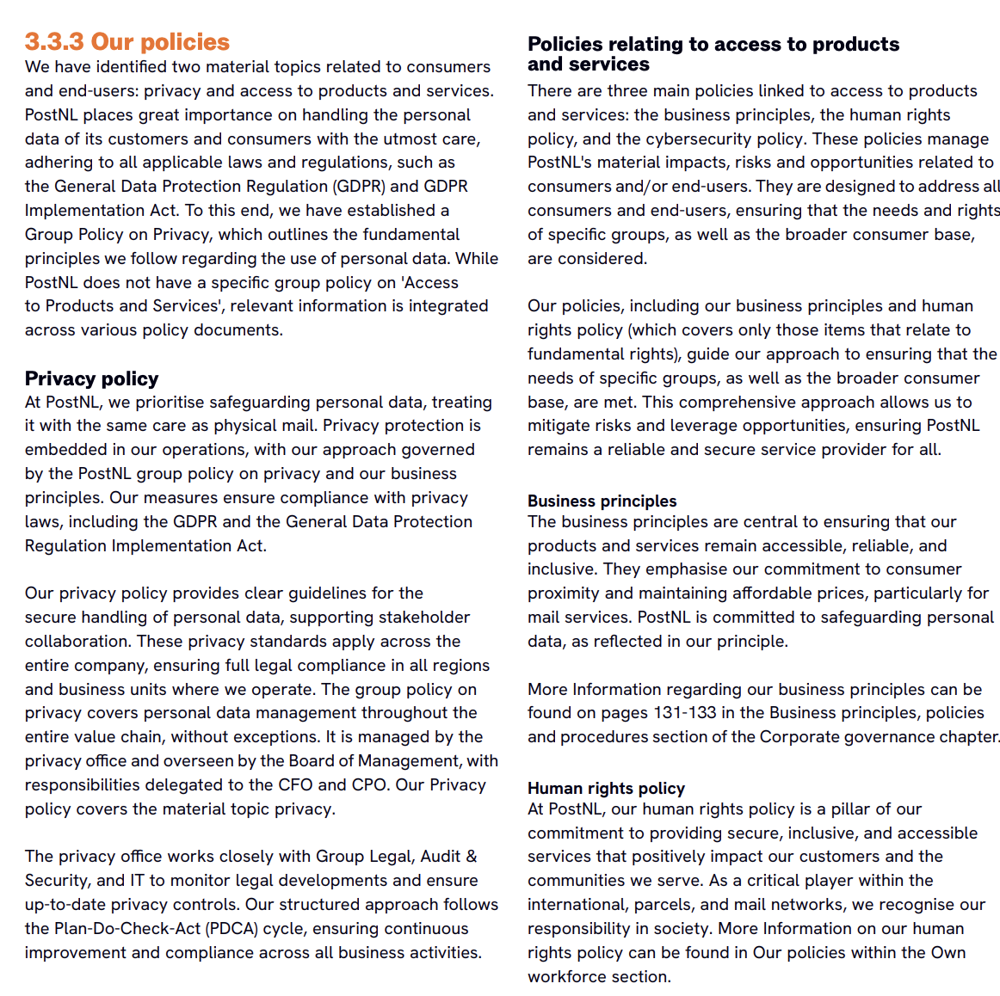 3.3.3 Our policies
We have identified two material topics related to consumers
and end-users: privacy and access to products and services.
PostNL places great importance on handling the personal
data of its customers and consumers with the utmost care,
adhering to all applicable laws and regulations, such as
the General Data Protection Regulation (GDPR) and GDPR
Implementation Act. To this end, we have established a
Group Policy on Privacy, which outlines the fundamental
principles we follow regarding the use of personal data. While
PostNL does not have a specific group policy on 'Access
to Products and Services', relevant information is integrated
across various policy documents.
Privacy policy
At PostNL, we prioritise safeguarding personal data, treating
it with the same care as physical mail. Privacy protection is
embedded in our operations, with our approach governed
by the PostNL group policy on privacy and our business
principles. Our measures ensure compliance with privacy
laws, including the GDPR and the General Data Protection
Regulation Implementation Act.
Our privacy policy provides clear guidelines for the
secure handling of personal data, supporting stakeholder
collaboration. These privacy standards apply across the
entire company, ensuring full legal compliance in all regions
and business units where we operate. The group policy on
privacy covers personal data management throughout the
entire value chain, without exceptions. It is managed by the
privacy office and overseen by the Board of Management, with
responsibilities delegated to the CFO and CPO. Our Privacy
policy covers the material topic privacy.
The privacy office works closely with Group Legal, Audit &
Security, and IT to monitor legal developments and ensure
up-to-date privacy controls. Our structured approach follows
the Plan-Do-Check-Act (PDCA) cycle, ensuring continuous
improvement and compliance across all business activities.
Policies relating to access to products
and services
There are three main policies linked to access to products
and services: the business principles, the human rights
policy, and the cybersecurity policy. These policies manage
PostNL's material impacts, risks and opportunities related to
consumers and/or end-users. They are designed to address all
consumers and end-users, ensuring that the needs and rights
of specific groups, as well as the broader consumer base,
are considered.
Our policies, including our business principles and human
rights policy (which covers only those items that relate to
fundamental rights), guide our approach to ensuring that the
needs of specific groups, as well as the broader consumer
base, are met. This comprehensive approach allows us to
mitigate risks and leverage opportunities, ensuring PostNL
remains a reliable and secure service provider for all.
Business principles
The business principles are central to ensuring that our
products and services remain accessible, reliable, and
inclusive. They emphasise our commitment to consumer
proximity and maintaining affordable prices, particularly for
mail services. PostNL is committed to safeguarding personal
data, as reflected in our principle.
More Information regarding our business principles can be
found on pages 131-133 in the Business principles, policies
and procedures section of the Corporate governance chapter.
Human rights policy
At PostNL, our human rights policy is a pillar of our
commitment to providing secure, inclusive, and accessible
services that positively impact our customers and the
communities we serve. As a critical player within the
international, parcels, and mail networks, we recognise our
responsibility in society. More Information on our human
rights policy can be found in Our policies within the Own
workforce section.